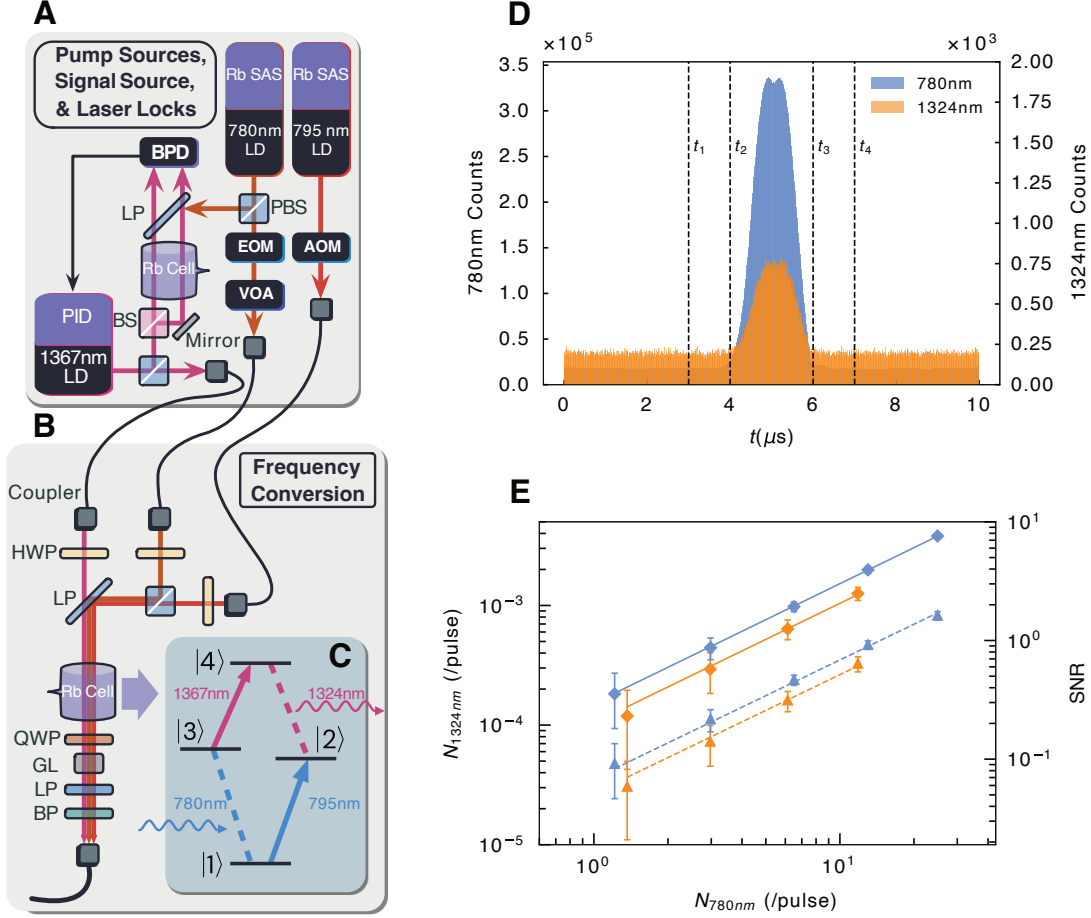 A
Pump Sources,
Signal Source,
& Laser Locks
Rb SAS
780nm
LD
Rb SAS
795 nm
LD
BPD
LP
PBS
EOM
AOM
Rb Cell
VOA
PID
1367nm
LD
BS
Mirror
B
Frequency
Conversion
Coupler
HWP
LP
Rb Cell
QWP
GL
LP
BP
C
|4⟩
1367nm
1324nm
|3⟩
|2⟩
780nm
795nm
|1⟩
D
×10⁵
×10³
3.5
3.0
2.5
2.0
1.5
1.0
0.5
0.0
780nm Counts
2.00
1.75
1.50
1.25
1.00
0.75
0.50
0.25
0.00
1324nm Counts
780nm
1324nm
t₁
t₂
t₃
t₄
0 2 4 6 8 10
t(μs)
E
10⁻³
10⁻⁴
10⁻⁵
N₁₃₂₄ₙₘ (/pulse)
10¹
10⁰
10⁻¹
SNR
10⁰ 10¹
N₇₈₀ₙₘ (/pulse)